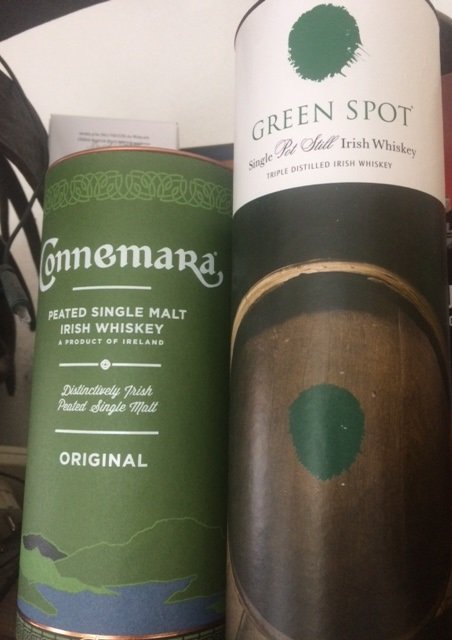 Connemara
PEATED SINGLE MALT
IRISH WHISKEY
A PRODUCT OF IRELAND
Distinctively Irish
Peated Single Malt
ORIGINAL
GREEN SPOT
Single Pot Still Irish Whiskey
TRIPLE DISTILLED IRISH WHISKEY